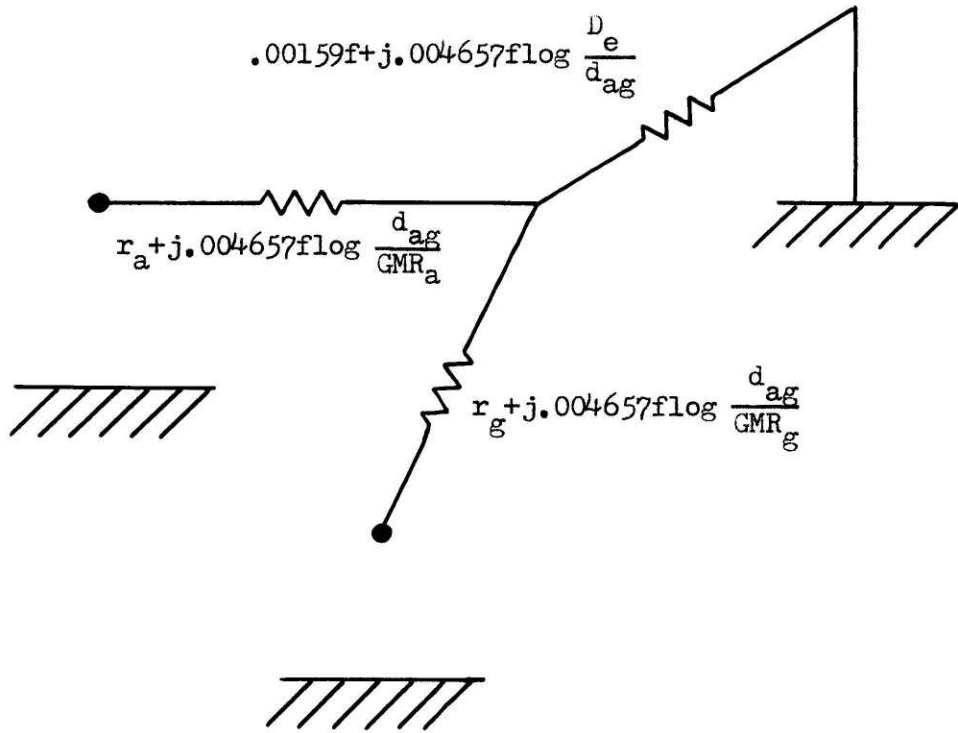 .00159f+j.004657flog D_e/d_ag
r_a+j.004657flog d_ag/GMR_a
r_g+j.004657flog d_ag/GMR_g